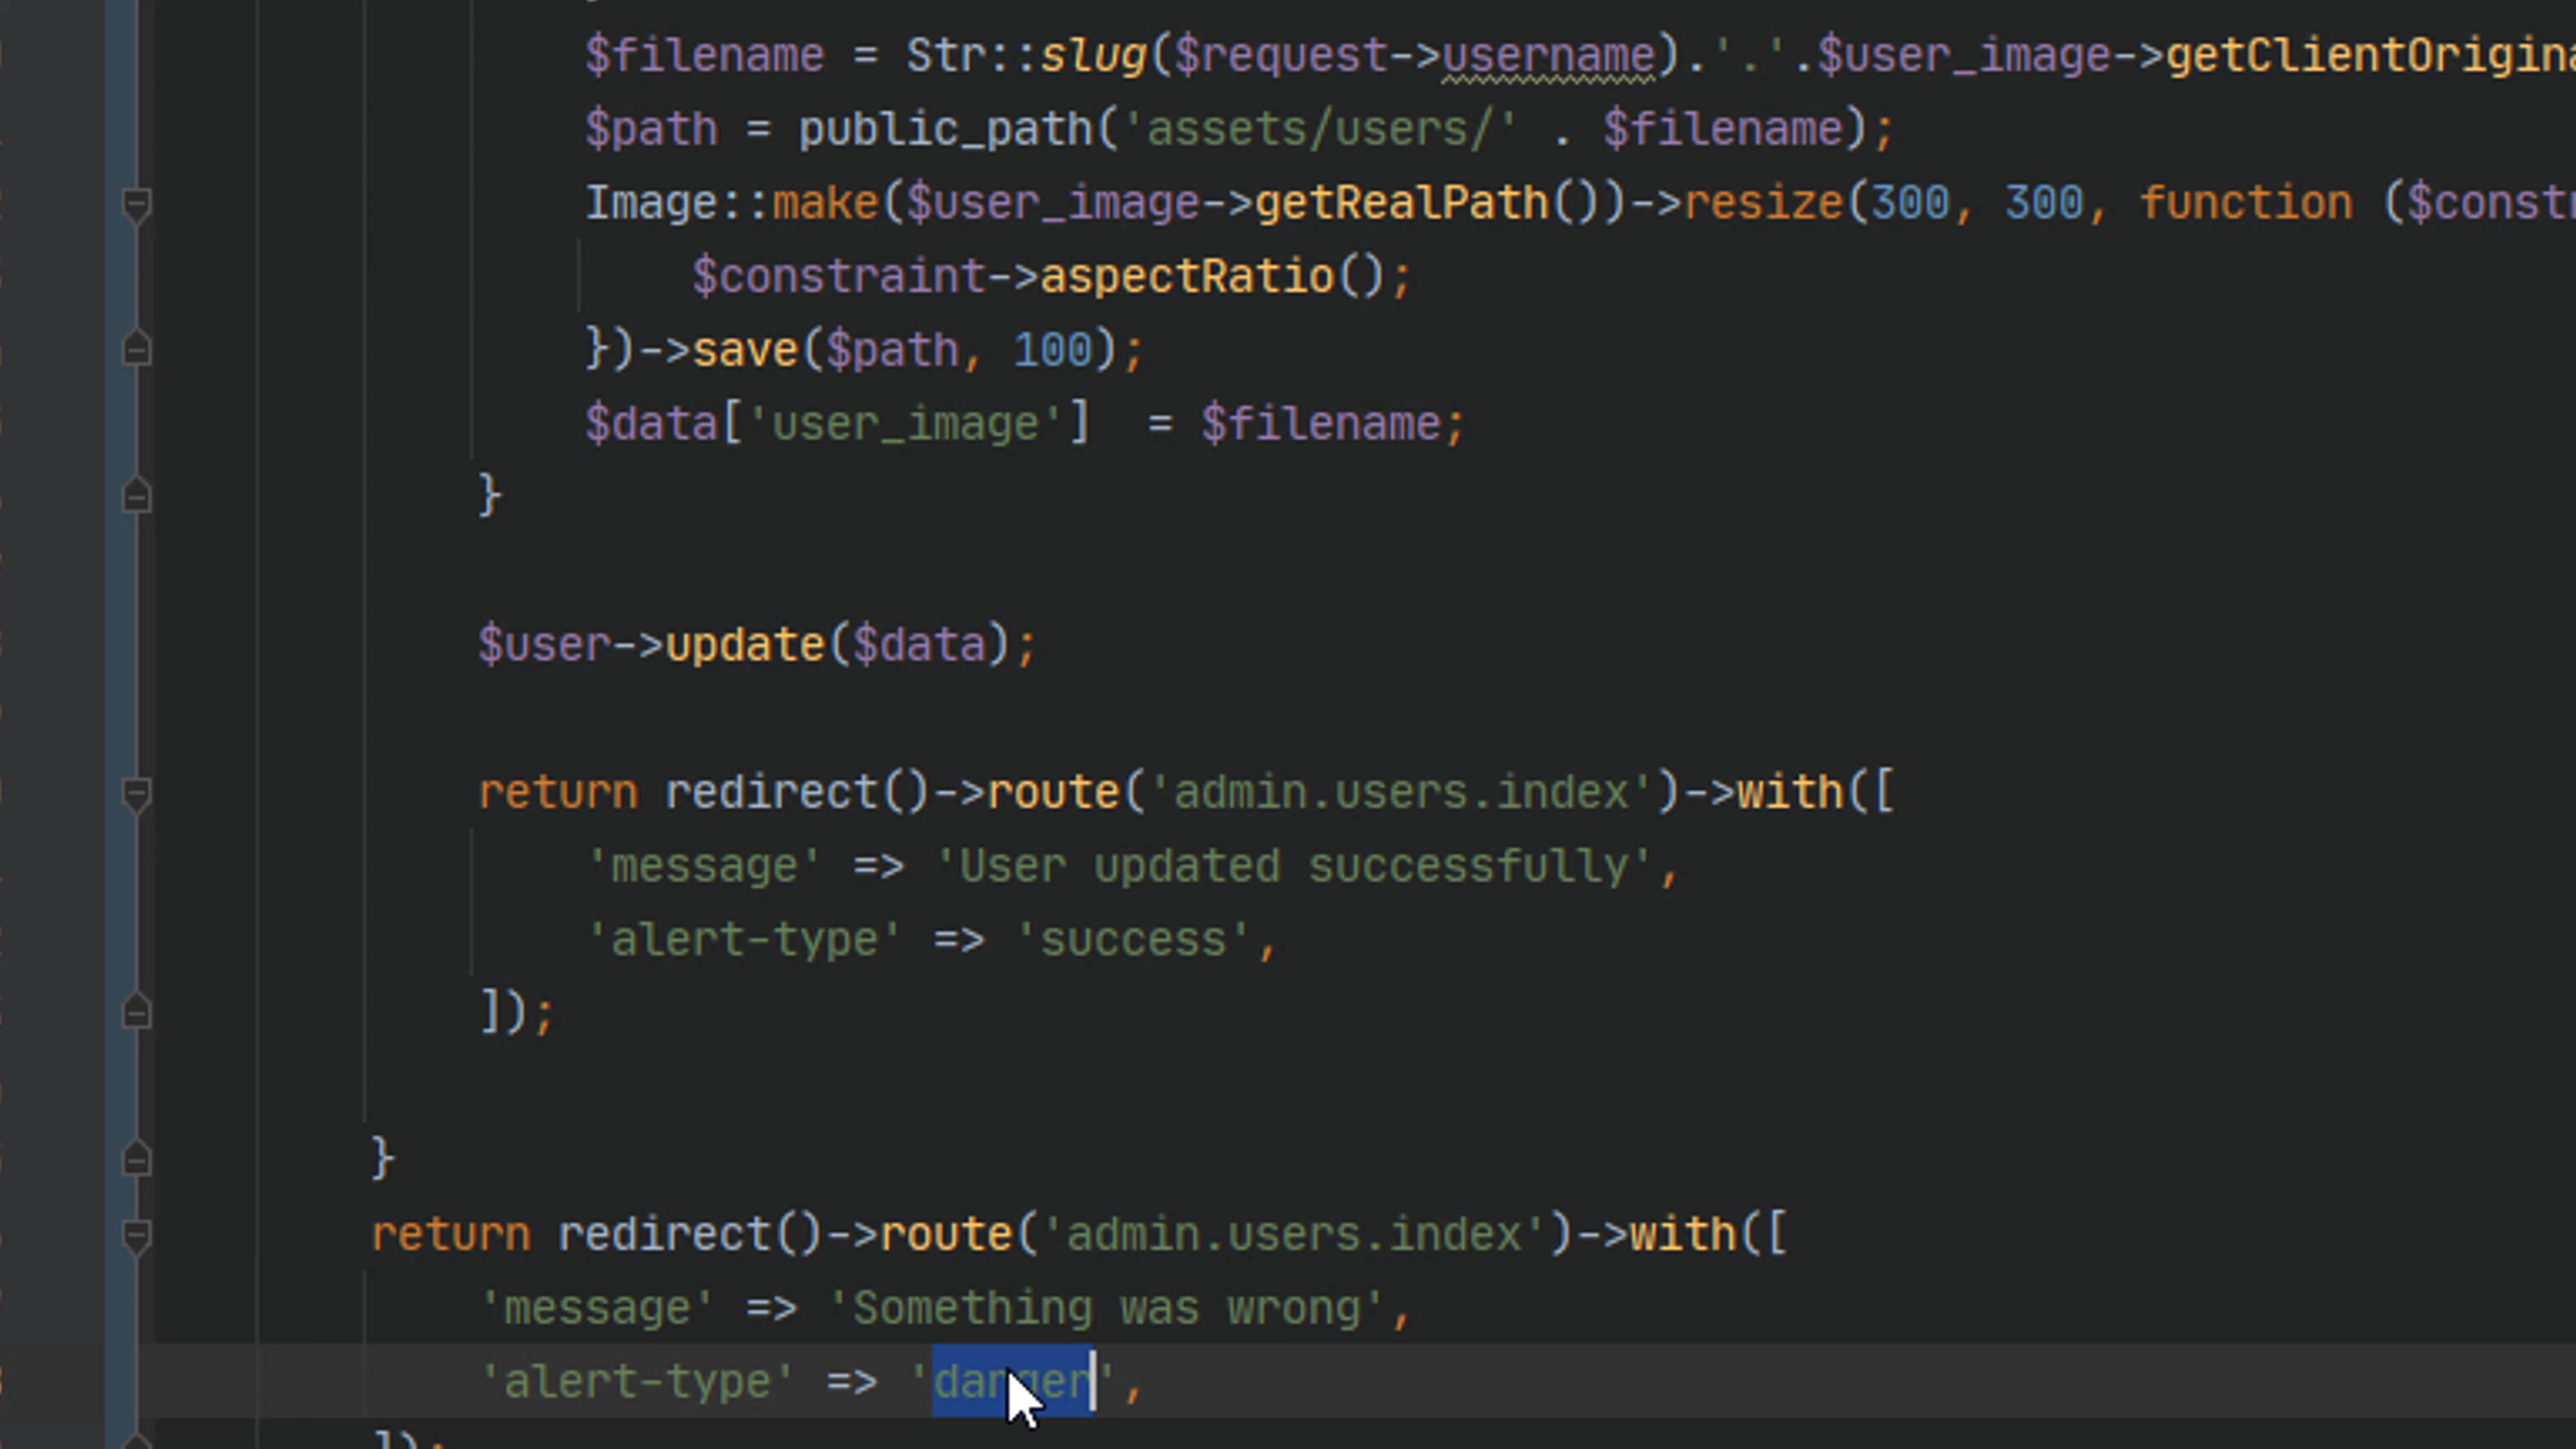 $filename = Str::slug($request->username).'.'.$user_image->getClientOrigina
$path = public_path('assets/users/' . $filename);
Image::make($user_image->getRealPath())->resize(300, 300, function ($constr
$constraint->aspectRatio();
})->save($path, 100);
$data['user_image']  = $filename;
}
$user->update($data);
return redirect()->route('admin.users.index')->with([
'message' => 'User updated successfully',
'alert-type' => 'success',
]);
}
return redirect()->route('admin.users.index')->with([
'message' => 'Something was wrong',
'alert-type' => 'danger',
]);